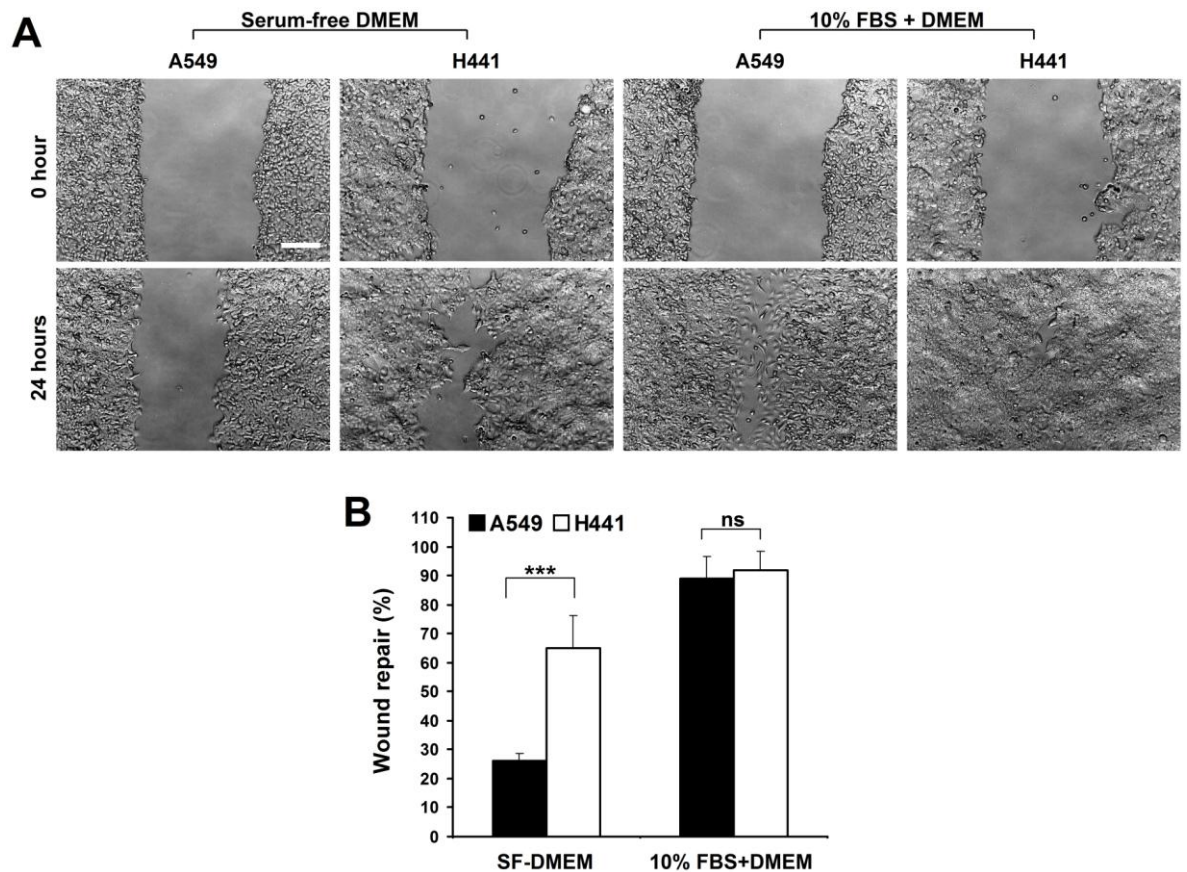 A
Serum-free DMEM
10% FBS + DMEM
A549
H441
A549
H441
0 hour
24 hours
B
A549 H441
Wound repair (%)
110
100
90
80
70
60
50
40
30
20
10
0
***
ns
SF-DMEM
10% FBS+DMEM